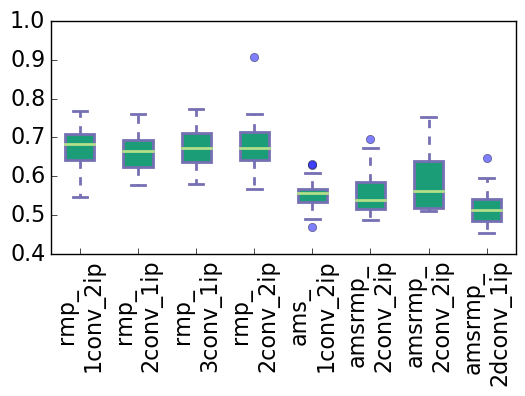 1.0
0.9
0.8
0.7
0.6
0.5
0.4
rmp_
1conv_2ip
rmp_
2conv_1ip
rmp_
3conv_1ip
rmp_
2conv_2ip
ams_
1conv_2ip
amsrmp_
2conv_2ip
amsrmp_
2conv_2ip
amsrmp_
2dconv_1ip